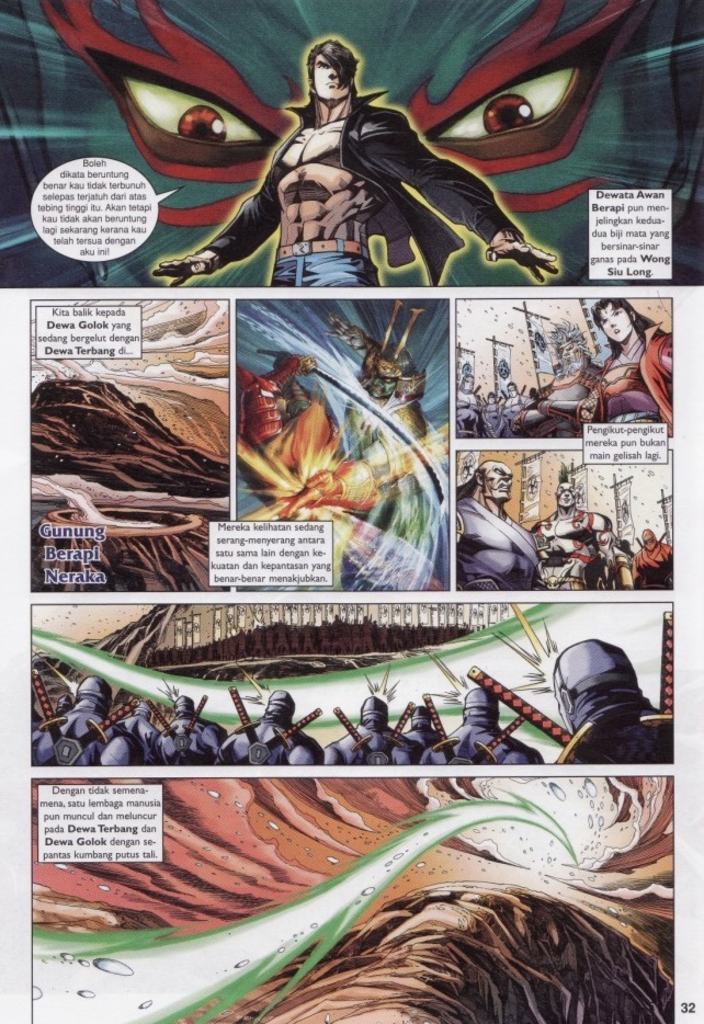 Boleh
dikata beruntung
benar kau tidak terbunuh
selepas terjatuh dari atas
tebing tinggi itu. Akan tetapi
kau tidak akan beruntung
lagi sekarang kerana kau
telah tersua dengan
aku ini!
Dewata Awan
Berapi pun men-
jelingkan kedua-
dua biji mata yang
bersinar-sinar
ganas pada Wong
Siu Long.
Kita balik kepada
Dewa Golok yang
sedang bergelut dengan
Dewa Terbang di...
Gunung
Berapi
Neraka
Mereka kelihatan sedang
serang-menyerang antara
satu sama lain dengan ke-
kuatan dan kepantasan yang
benar-benar menakjubkan.
Pengikut-pengikut
mereka pun bukan
main gelisah lagi.
Dengan tidak semena-
mena, satu lembaga manusia
pun muncul dan meluncur
pada Dewa Terbang dan
Dewa Golok dengan se-
pantas kumbang putus tali.
32